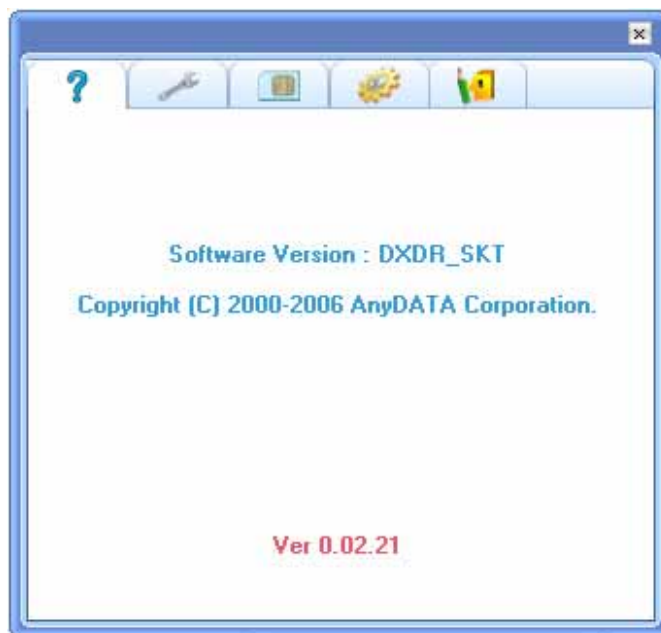 Software Version : DXDR_SKT
Copyright (C) 2000-2006 AnyDATA Corporation.
Ver 0.02.21